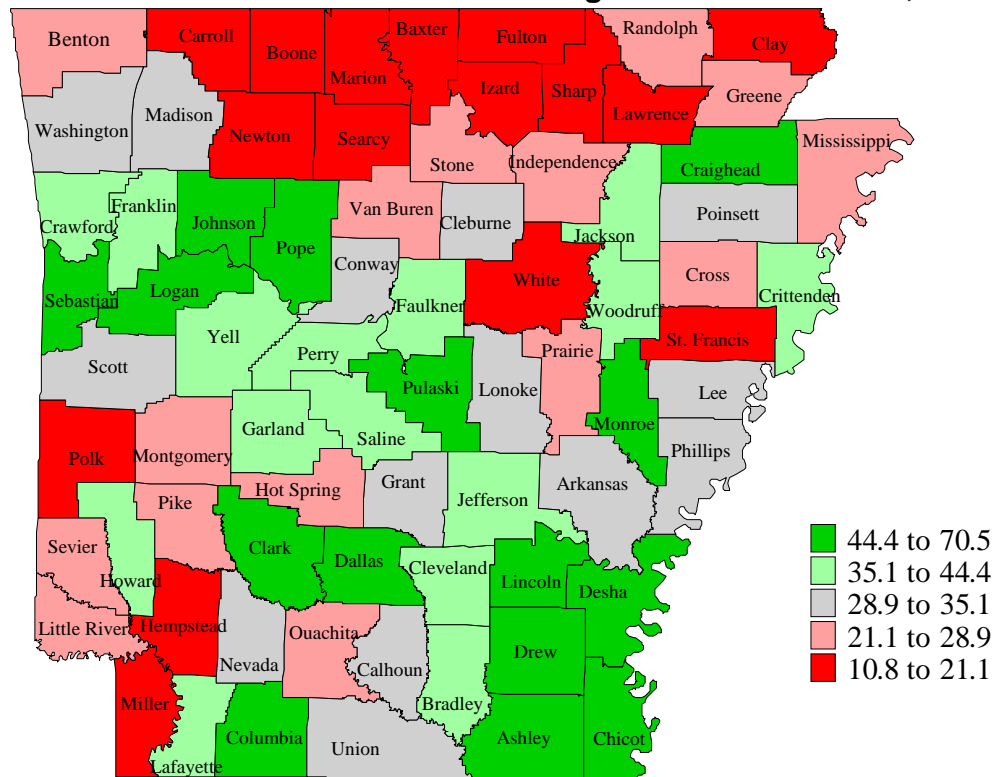 Benton
Carroll
Boone
Marion
Baxter
Fulton
Randolph
Clay
Izard
Sharp
Lawrence
Greene
Washington
Madison
Newton
Searcy
Stone
Independence
Mississippi
Craighead
Crawford
Franklin
Johnson
Pope
Van Buren
Cleburne
Jackson
Poinsett
Sebastian
Logan
Conway
Faulkner
White
Woodruff
Cross
Crittenden
Yell
Perry
Scott
Pulaski
Lonoke
Prairie
St. Francis
Lee
Monroe
Phillips
Polk
Montgomery
Garland
Saline
Hot Spring
Grant
Jefferson
Arkansas
Sevier
Pike
Howard
Clark
Dallas
Cleveland
Lincoln
Desha
Little River
Hempstead
Nevada
Ouachita
Calhoun
Drew
Bradley
Miller
Lafayette
Columbia
Union
Ashley
Chicot
44.4 to 70.5
35.1 to 44.4
28.9 to 35.1
21.1 to 28.9
10.8 to 21.1